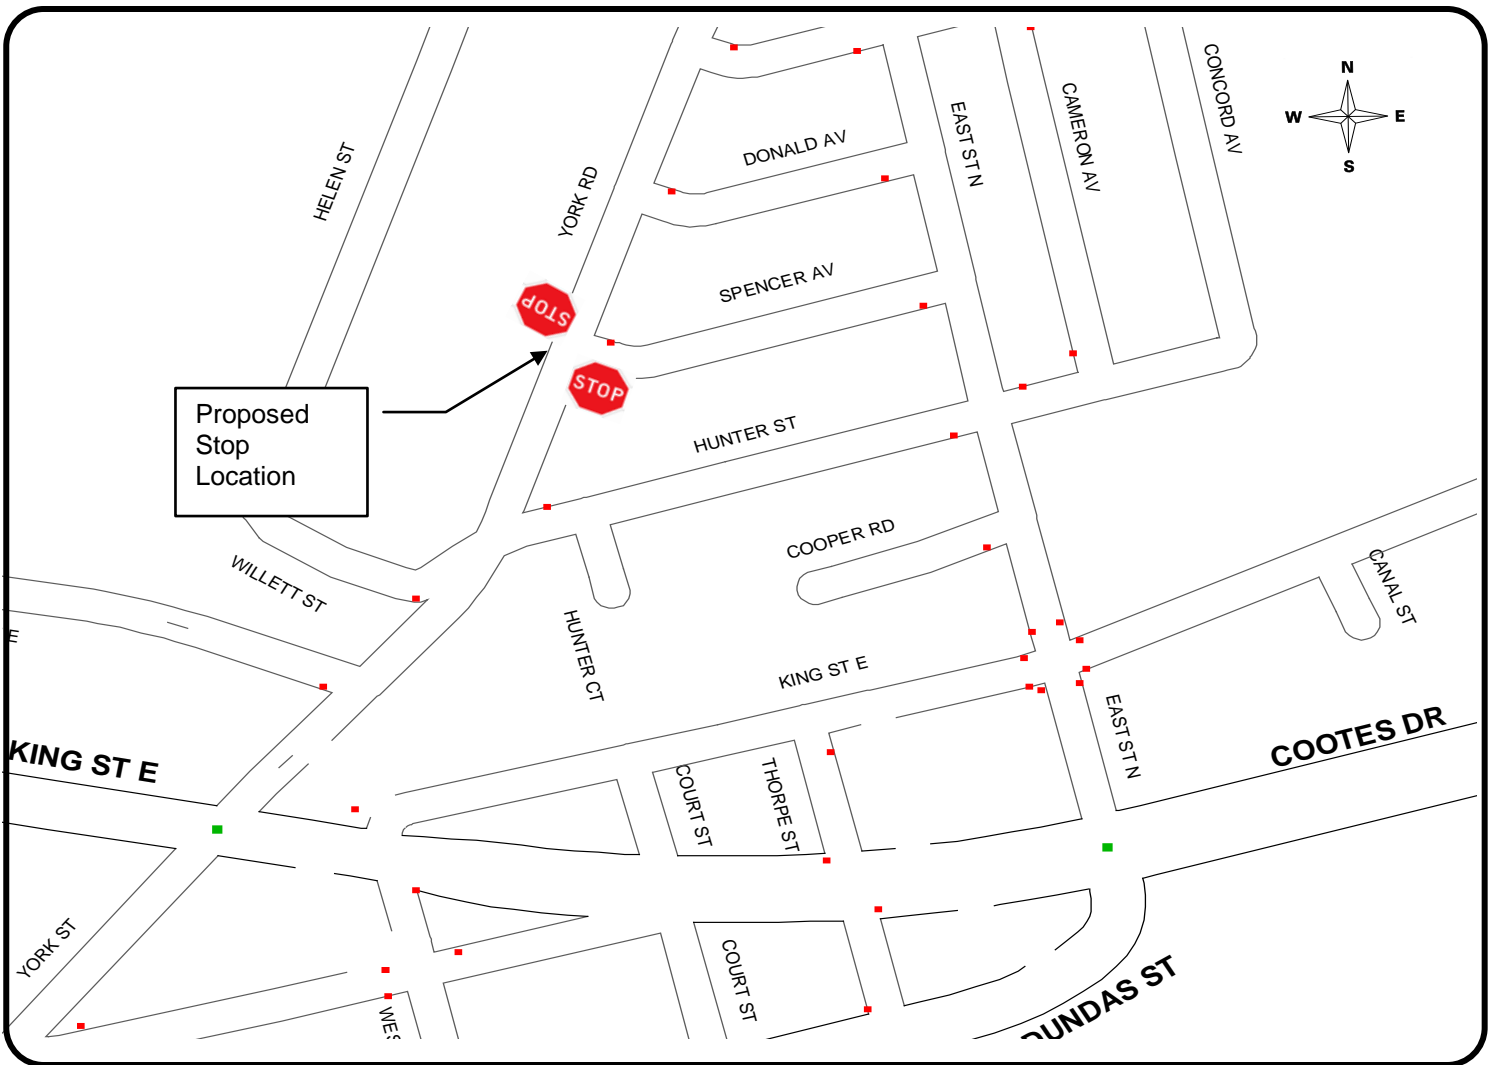 N
W E
S
HELEN ST
YORK RD
DONALD AV
EAST ST N
CAMERON AV
CONCORD AV
SPENCER AV
STOP
STOP
Proposed
Stop
Location
HUNTER ST
COOPER RD
WILLETT ST
HUNTER CT
CANAL ST
E
KING ST E
KING ST E
EAST ST N
COOTES DR
COURT ST
THORPE ST
YORK ST
COURT ST
WES
DUNDAS ST